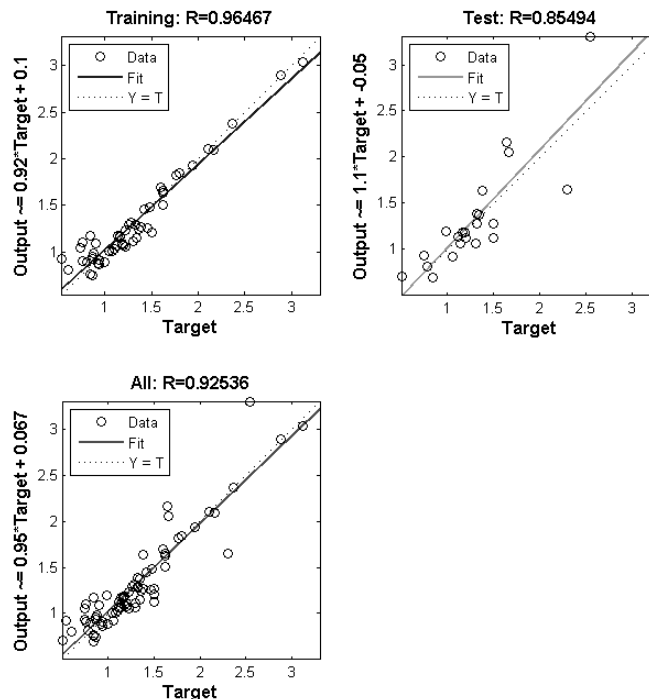 Training: R=0.96467
Output ~= 0.92*Target + 0.1
3
2.5
2
1.5
1
Data
Fit
Y = T
1 1.5 2 2.5 3
Target
Test: R=0.85494
Output ~= 1.1*Target + -0.05
3
2.5
2
1.5
1
Data
Fit
Y = T
1 1.5 2 2.5 3
Target
All: R=0.92536
Output ~= 0.95*Target + 0.067
3
2.5
2
1.5
1
Data
Fit
Y = T
1 1.5 2 2.5 3
Target